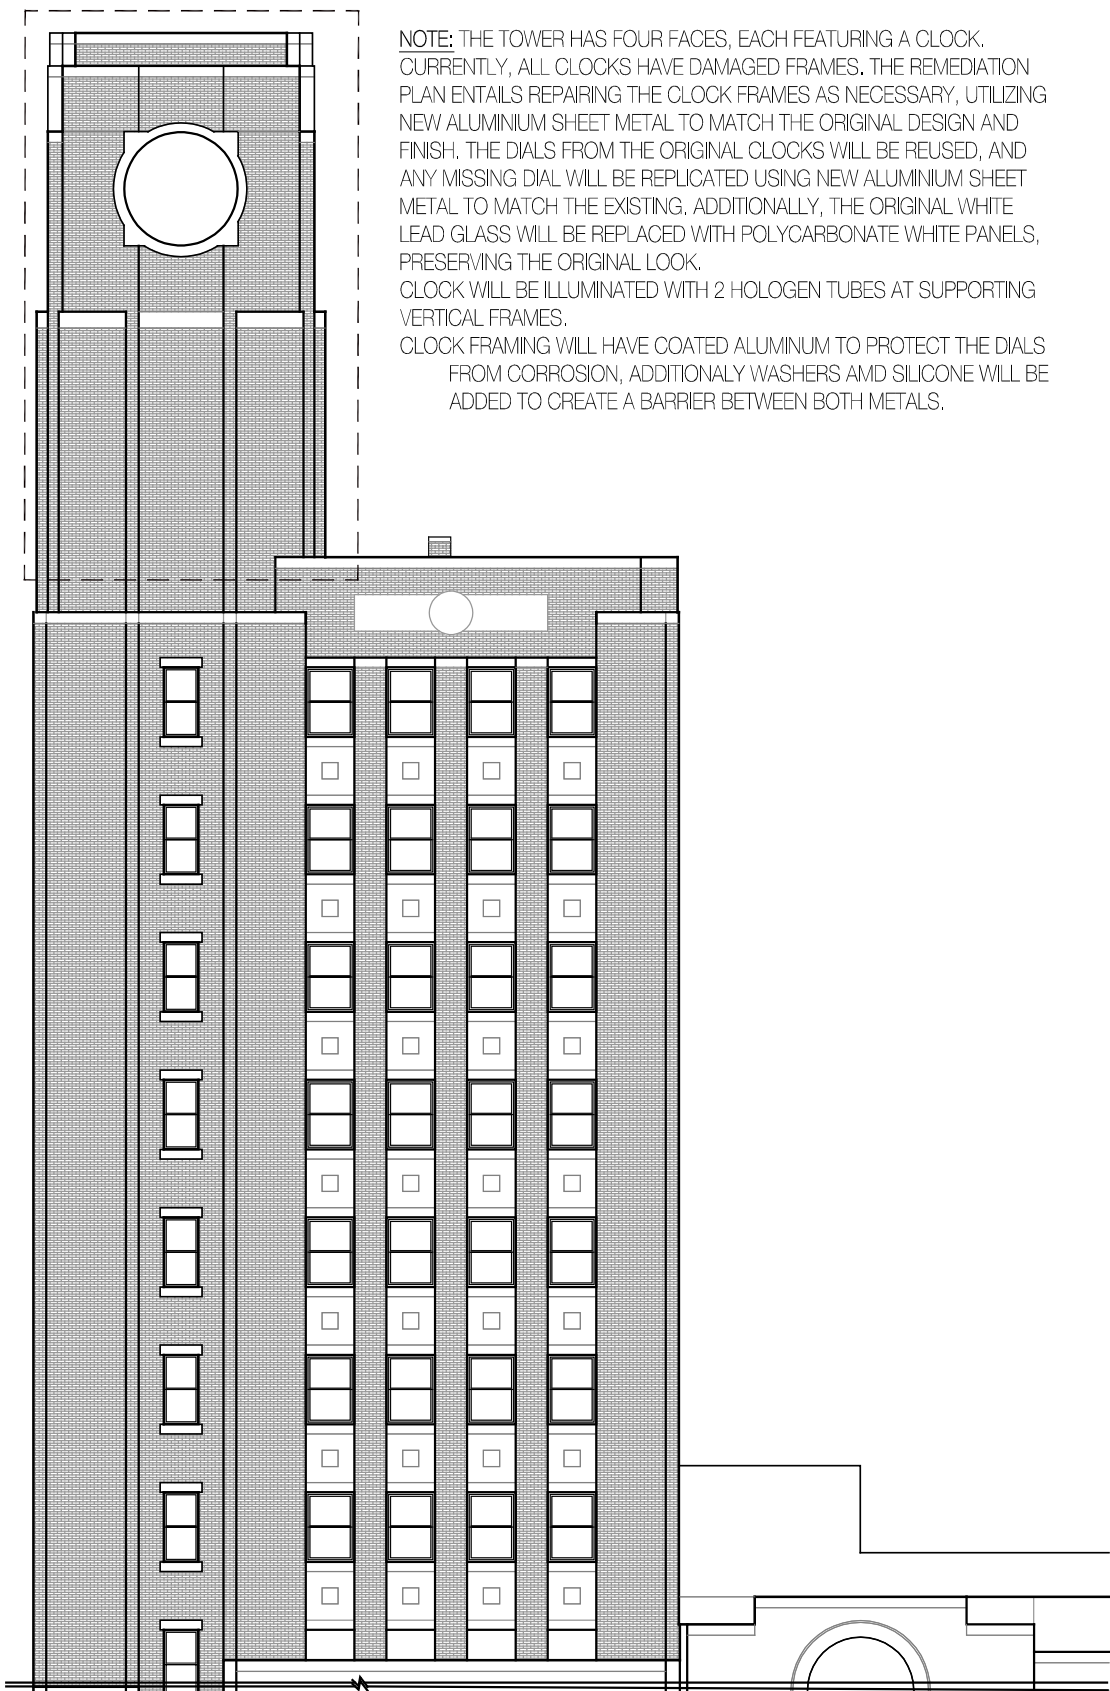 NOTE: THE TOWER HAS FOUR FACES, EACH FEATURING A CLOCK.
CURRENTLY, ALL CLOCKS HAVE DAMAGED FRAMES. THE REMEDIATION
PLAN ENTAILS REPAIRING THE CLOCK FRAMES AS NECESSARY, UTILIZING
NEW ALUMINIUM SHEET METAL TO MATCH THE ORIGINAL DESIGN AND
FINISH. THE DIALS FROM THE ORIGINAL CLOCKS WILL BE REUSED, AND
ANY MISSING DIAL WILL BE REPLICATED USING NEW ALUMINIUM SHEET
METAL TO MATCH THE EXISTING. ADDITIONALLY, THE ORIGINAL WHITE
LEAD GLASS WILL BE REPLACED WITH POLYCARBONATE WHITE PANELS,
PRESERVING THE ORIGINAL LOOK.
CLOCK WILL BE ILLUMINATED WITH 2 HOLOGEN TUBES AT SUPPORTING
VERTICAL FRAMES.
CLOCK FRAMING WILL HAVE COATED ALUMINUM TO PROTECT THE DIALS
FROM CORROSION, ADDITIONALY WASHERS AMD SILICONE WILL BE
ADDED TO CREATE A BARRIER BETWEEN BOTH METALS.